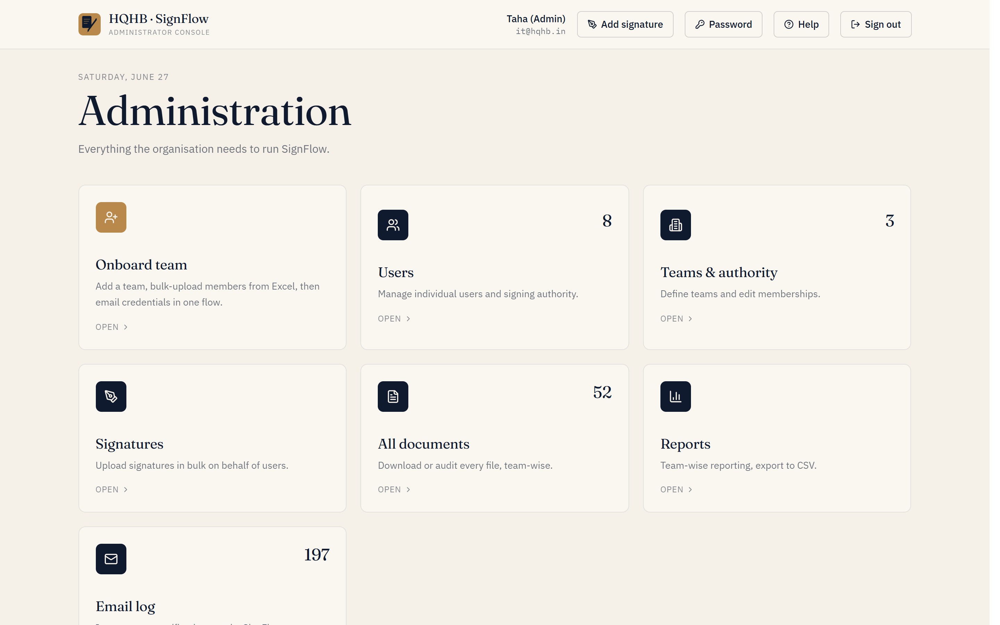 HQHB · SignFlow
ADMINISTRATOR CONSOLE
Taha (Admin)
it@hqhb.in
Add signature
Password
Help
Sign out
SATURDAY, JUNE 27
Administration
Everything the organisation needs to run SignFlow.
Onboard team
Add a team, bulk-upload members from Excel, then
email credentials in one flow.
OPEN
8
Users
Manage individual users and signing authority.
OPEN
3
Teams & authority
Define teams and edit memberships.
OPEN
Signatures
Upload signatures in bulk on behalf of users.
OPEN
52
All documents
Download or audit every file, team-wise.
OPEN
Reports
Team-wise reporting, export to CSV.
OPEN
197
Email log